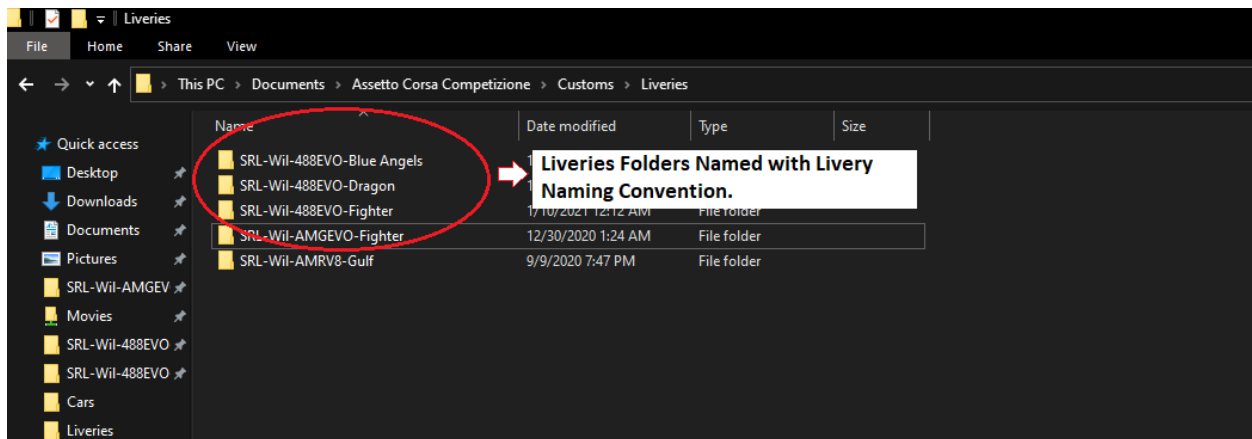 Liveries
File Home Share View
This PC > Documents > Assetto Corsa Competizione > Customs > Liveries
Name Date modified Type Size
Quick access
Desktop
Downloads
Documents
Pictures
SRL-Wil-AMGEV
Movies
SRL-Wil-488EVO
SRL-Wil-488EVO
Cars
Liveries
SRL-Wil-488EVO-Blue Angels
SRL-Wil-488EVO-Dragon
SRL-Wil-488EVO-Fighter 1/10/2021 12:12 AM File folder
SRL-Wil-AMGEVO-Fighter 12/30/2020 1:24 AM File folder
SRL-Wil-AMRV8-Gulf 9/9/2020 7:47 PM File folder
Liveries Folders Named with Livery
Naming Convention.